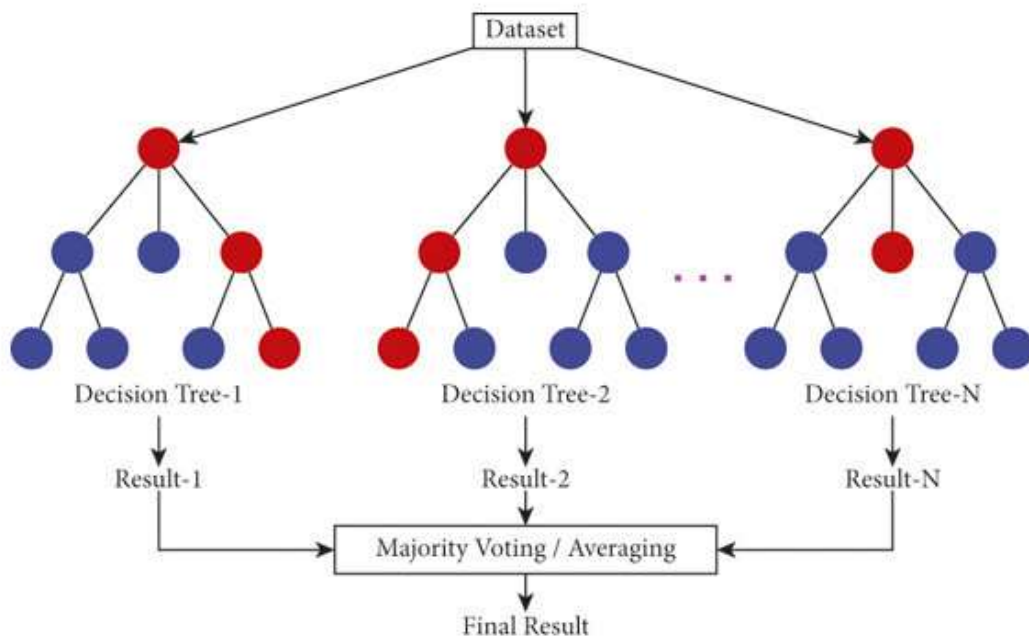 Dataset
Decision Tree-1
Decision Tree-2
Decision Tree-N
Result-1
Result-2
Result-N
Majority Voting / Averaging
Final Result